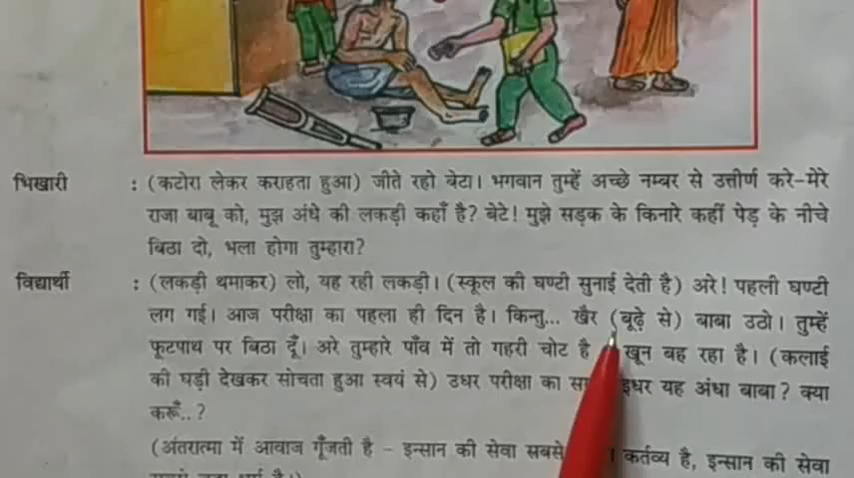 भिखारी : (कटोरा लेकर कराहता हुआ) जीते रहो बेटा। भगवान तुम्हें अच्छे नम्बर से उत्तीर्ण करे-मेरे
राजा बाबू को, मुझ अंधे की लकड़ी कहाँ है? बेटे! मुझे सड़क के किनारे कहीं पेड़ के नीचे
बिठा दो, भला होगा तुम्हारा?
विद्यार्थी : (लकड़ी थमाकर) लो, यह रही लकड़ी। (स्कूल की घण्टी सुनाई देती है) अरे! पहली घण्टी
लग गई। आज परीक्षा का पहला ही दिन है। किन्तु... खैर (बूढ़े से) बाबा उठो। तुम्हें
फूटपाथ पर बिठा दूँ। अरे तुम्हारे पाँव में तो गहरी चोट है खून बह रहा है। (कलाई
की घड़ी देखकर सोचता हुआ स्वयं से) उधर परीक्षा का इधर यह अंधा बाबा? क्या
करूँ..?
(अंतरात्मा में आवाज गूँजती है - इन्सान की सेवा सबसे कर्तव्य है, इन्सान की सेवा